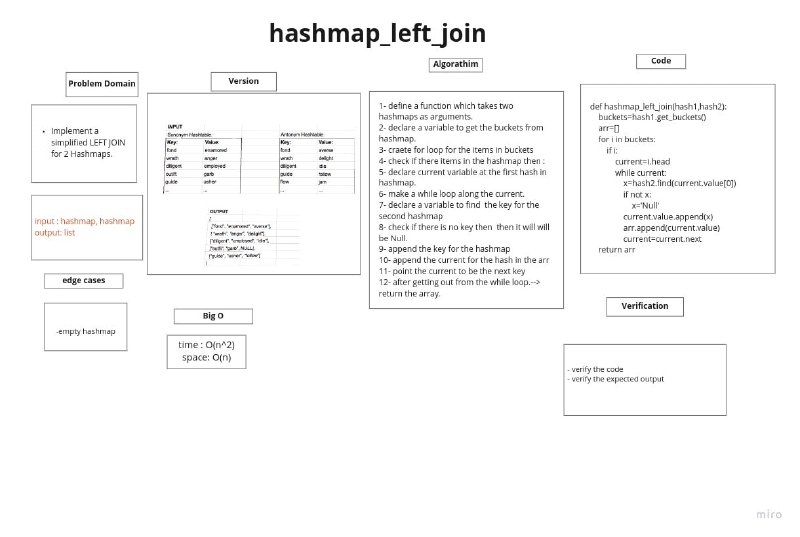 hashmap_left_join
Problem Domain
• Implement a
simplified LEFT JOIN
for 2 Hashmaps.
input : hashmap, hashmap
output: list
edge cases
-empty hashmap
Version
INPUT
Synonym Hashtable: Antonym Hashtable:
Key: Value: Key: Value:
fond enamored fond averse
wrath anger wrath delight
diligent employed diligent idle
outfit garb guide follow
guide usher flow jam
... ... ... ...
OUTPUT
[
["fond", "enamored", "averse"],
["wrath", "anger", "delight"],
["diligent", "employed", "idle"],
["outfit", "garb", NULL],
["guide", "usher", "follow"]
]
Big O
time : O(n^2)
space: O(n)
Algorathim
1- define a function which takes two
hashmaps as arguments.
2- declare a variable to get the buckets from
hashmap.
3- craete for loop for the items in buckets
4- check if there items in the hashmap then :
5- declare current variable at the first hash in
hashmap.
6- make a while loop along the current.
7- declare a variable to find the key for the
second hashmap
8- check if there is no key then then it will will
be Null.
9- append the key for the hashmap
10- append the current for the hash in the arr
11- point the current to be the next key
12- after getting out from the while loop.-->
return the array.
Code
def hashmap_left_join(hash1,hash2):
buckets=hash1.get_buckets()
arr=[]
for i in buckets:
if i:
current=i.head
while current:
x=hash2.find(current.value[0])
if not x:
x='Null'
current.value.append(x)
arr.append(current.value)
current=current.next
return arr
Verification
- verify the code
- verify the expected output
miro